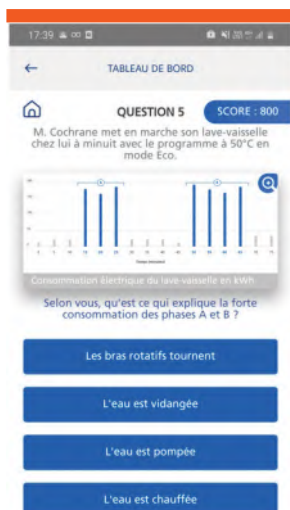 17:39
TABLEAU DE BORD
QUESTION 5
SCORE : 800
M. Cochrane met en marche son lave-vaisselle
chez lui à minuit avec le programme à 50°C en
mode Eco.
Consommation électrique du lave-vaisselle en kWh
Selon vous, qu'est ce qui explique la forte
consommation des phases A et B ?
Les bras rotatifs tournent
L'eau est vidangée
L'eau est pompée
L'eau est chauffée